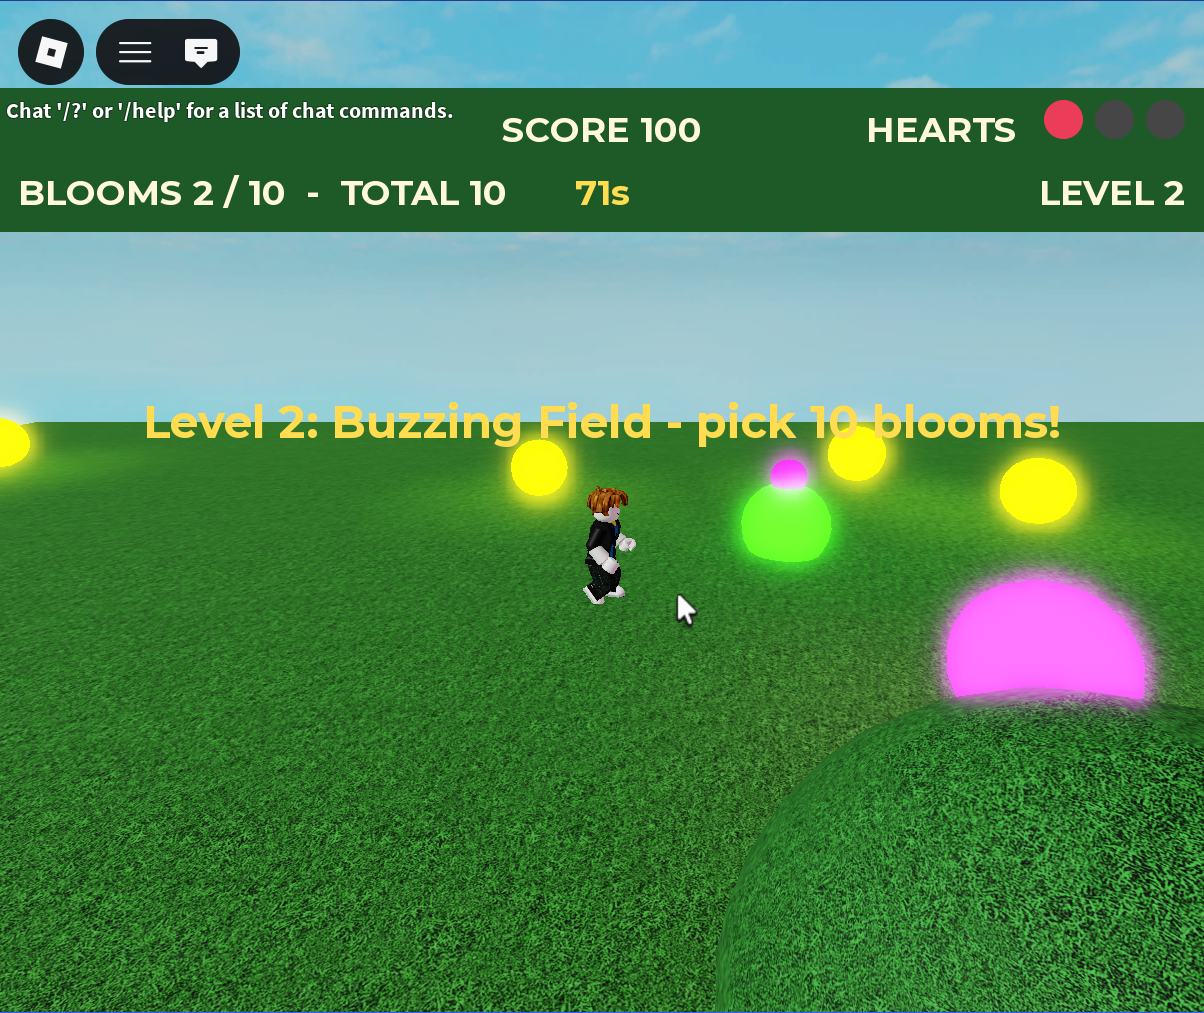 Chat '/?' or '/help' for a list of chat commands.
SCORE 100
HEARTS
BLOOMS 2 / 10 - TOTAL 10
71s
LEVEL 2
Level 2: Buzzing Field - pick 10 blooms!